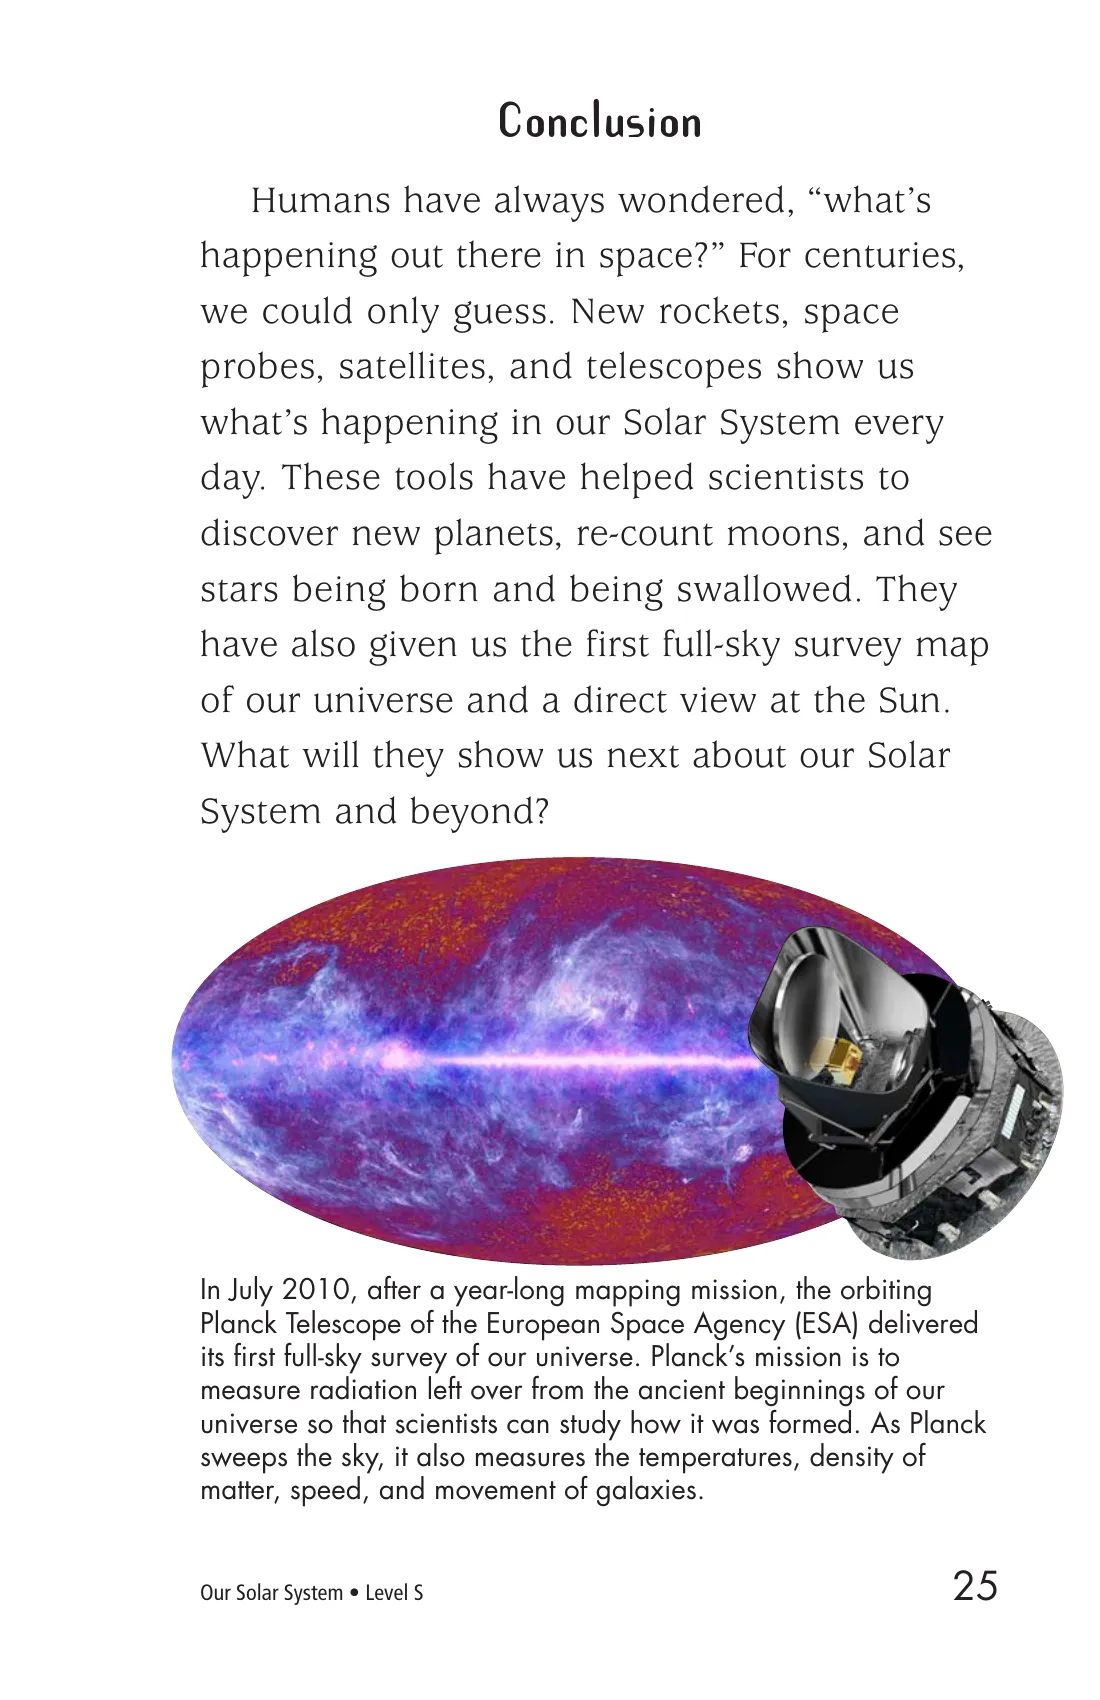 Conclusion
Humans have always wondered, “what’s
happening out there in space?” For centuries,
we could only guess. New rockets, space
probes, satellites, and telescopes show us
what’s happening in our Solar System every
day. These tools have helped scientists to
discover new planets, re-count moons, and see
stars being born and being swallowed. They
have also given us the first full-sky survey map
of our universe and a direct view at the Sun.
What will they show us next about our Solar
System and beyond?
In July 2010, after a year-long mapping mission, the orbiting
Planck Telescope of the European Space Agency (ESA) delivered
its first full-sky survey of our universe. Planck’s mission is to
measure radiation left over from the ancient beginnings of our
universe so that scientists can study how it was formed. As Planck
sweeps the sky, it also measures the temperatures, density of
matter, speed, and movement of galaxies.
Our Solar System • Level S
25